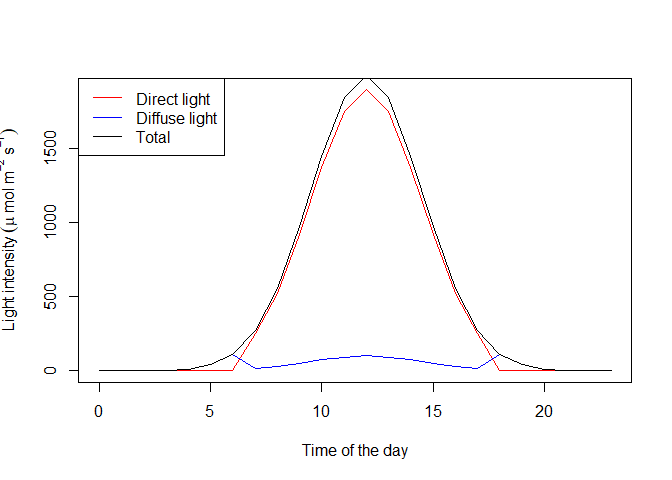 Direct light
Diffuse light
Total
Light intensity (μ mol m⁻² s⁻¹)
1500
1000
500
0
0 5 10 15 20
Time of the day